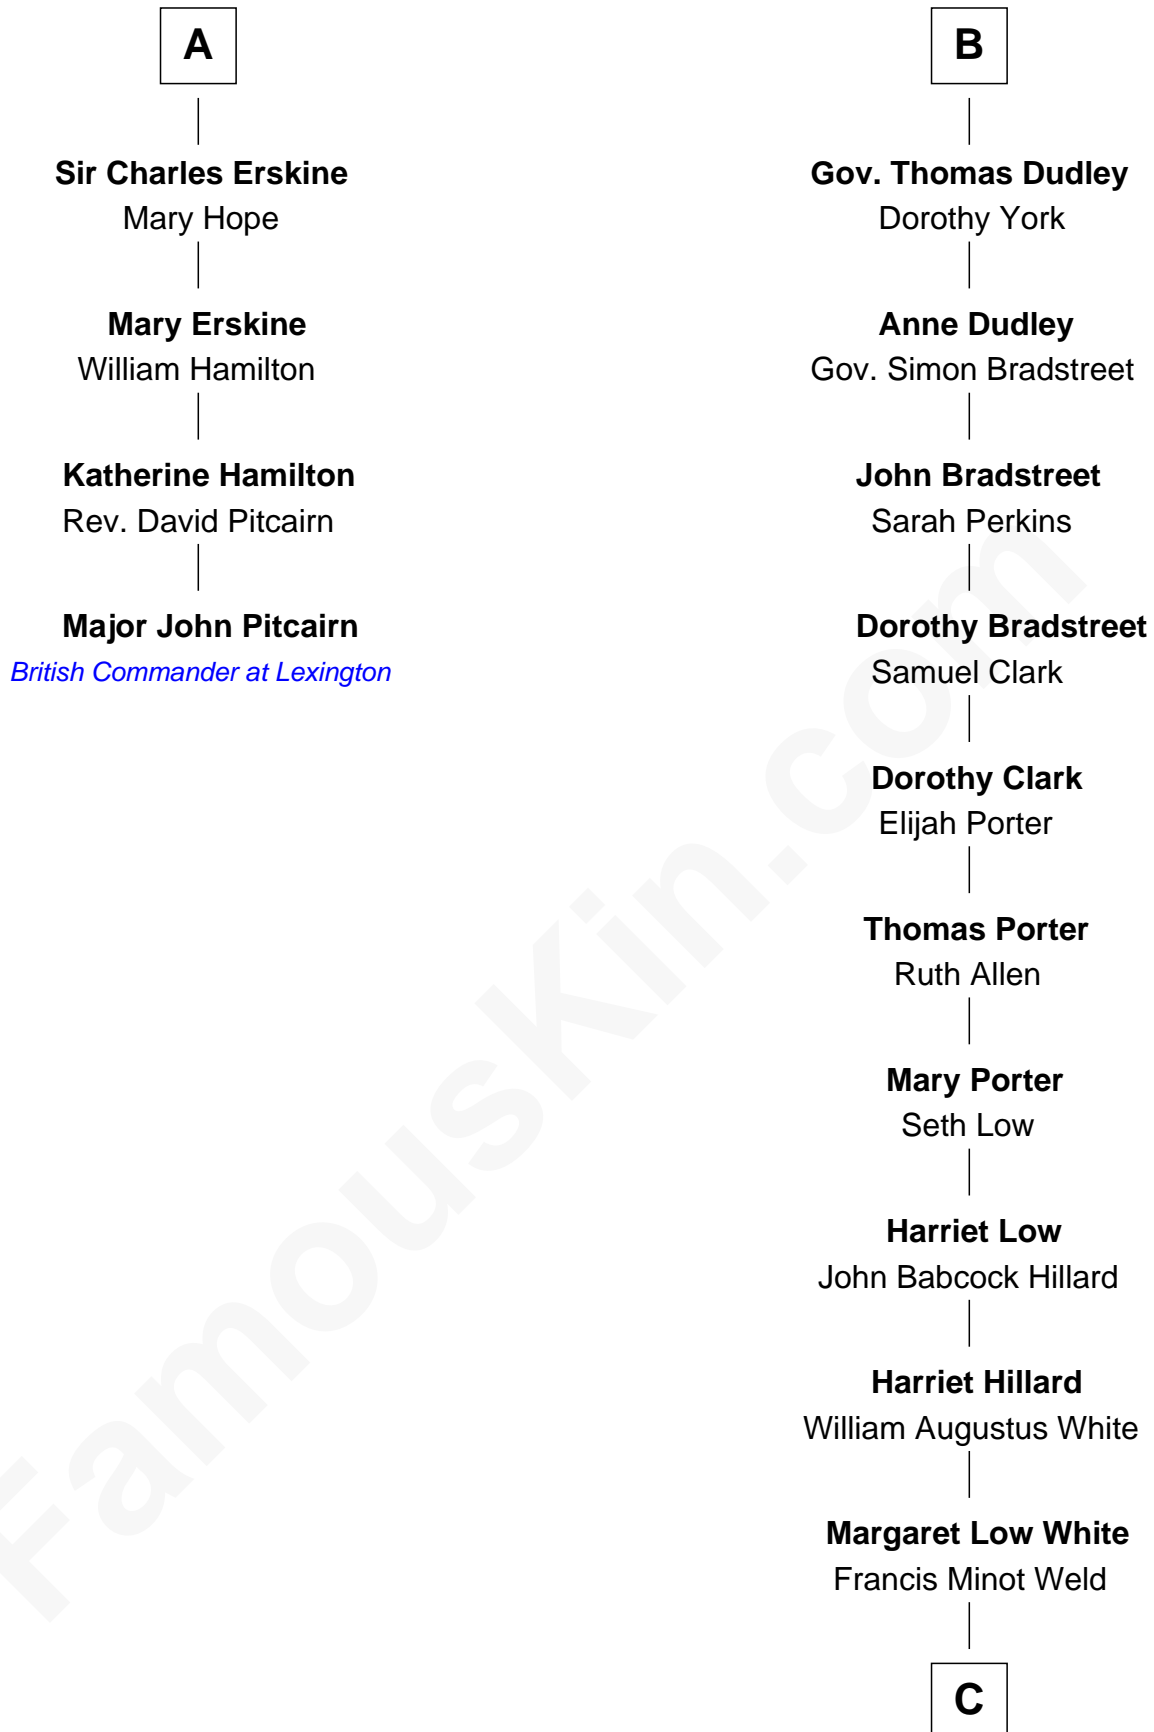 A
Sir Charles Erskine
Mary Hope
Mary Erskine
William Hamilton
Katherine Hamilton
Rev. David Pitcairn
Major John Pitcairn
British Commander at Lexington
B
Gov. Thomas Dudley
Dorothy York
Anne Dudley
Gov. Simon Bradstreet
John Bradstreet
Sarah Perkins
Dorothy Bradstreet
Samuel Clark
Dorothy Clark
Elijah Porter
Thomas Porter
Ruth Allen
Mary Porter
Seth Low
Harriet Low
John Babcock Hillard
Harriet Hillard
William Augustus White
Margaret Low White
Francis Minot Weld
C
FamousKin.com